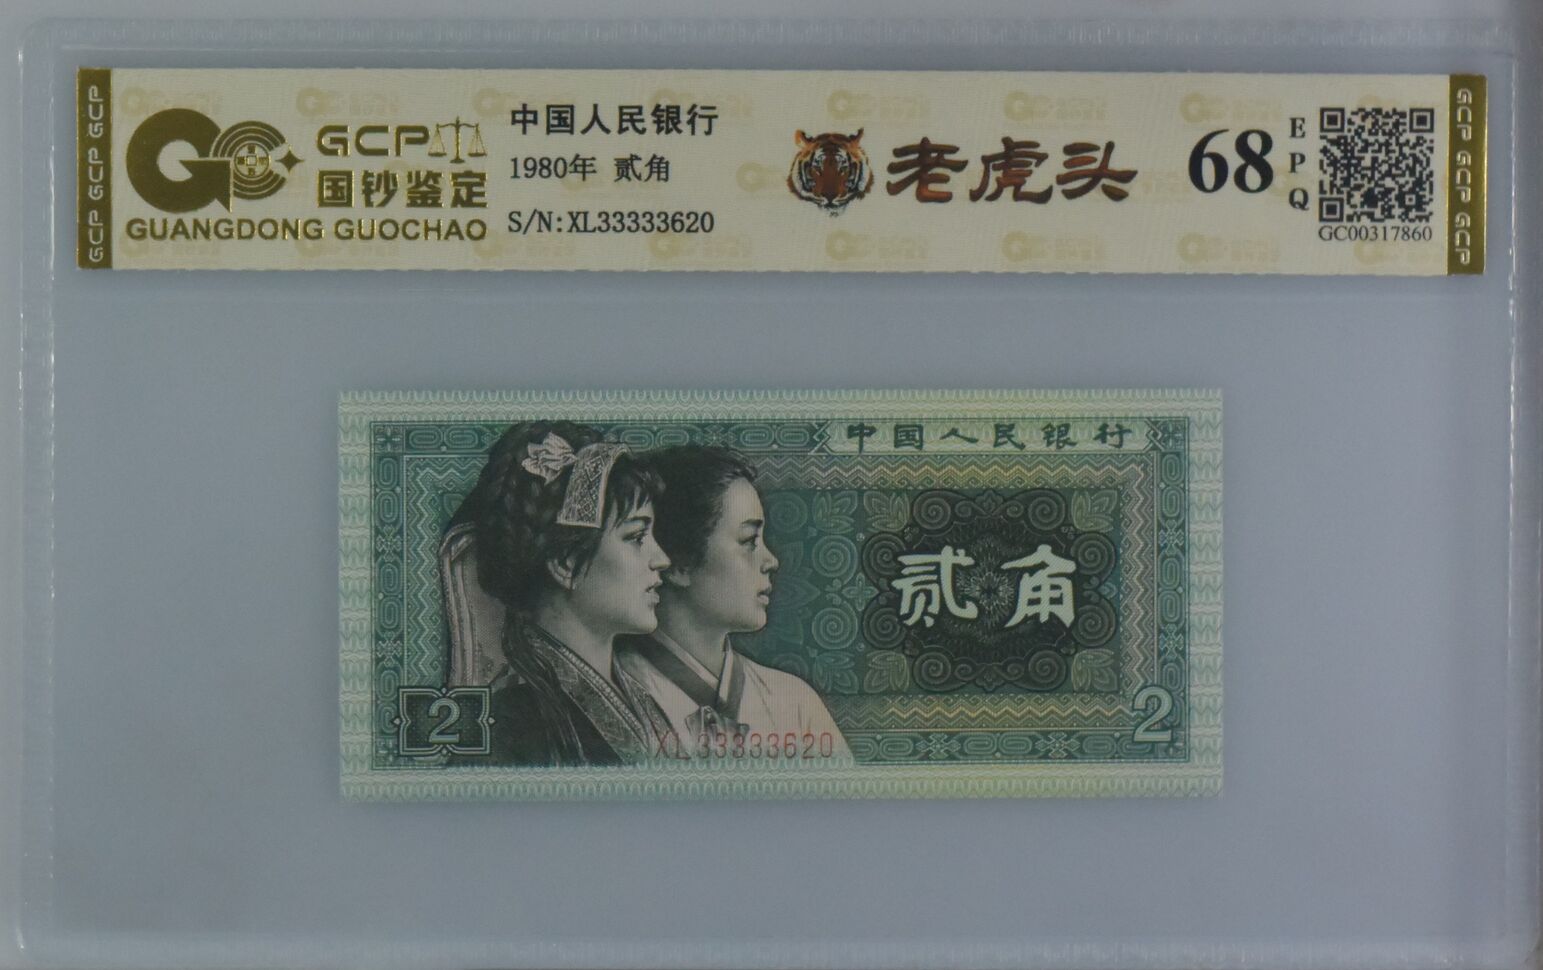 GCP
国钞鉴定
GUANGDONG GUOCHAO
中国人民银行
1980年 贰角
S/N:XL33333620
老虎头
68
EPQ
GC00317860
GCP GCP GCP
GCP GCP GCP
中国人民银行
贰角
2
2
XL33333620